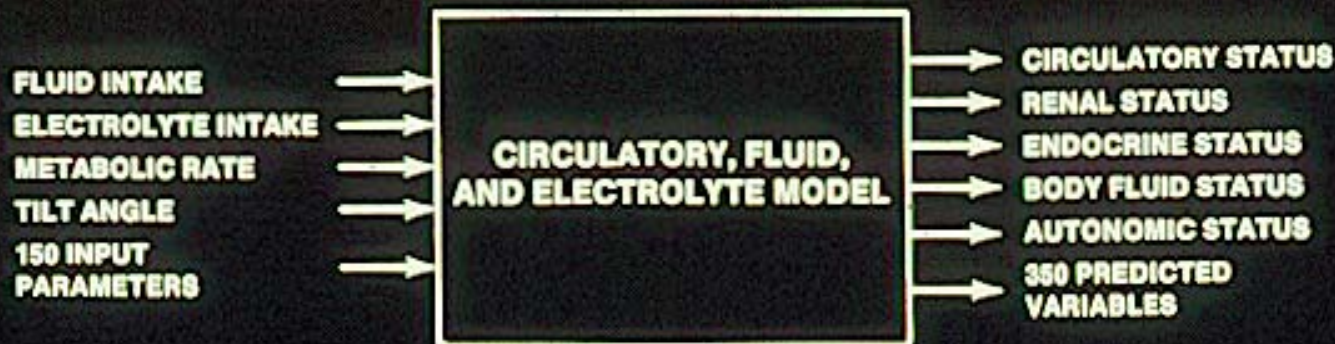 FLUID INTAKE
ELECTROLYTE INTAKE
METABOLIC RATE
TILT ANGLE
150 INPUT
PARAMETERS
CIRCULATORY, FLUID,
AND ELECTROLYTE MODEL
CIRCULATORY STATUS
RENAL STATUS
ENDOCRINE STATUS
BODY FLUID STATUS
AUTONOMIC STATUS
350 PREDICTED
VARIABLES